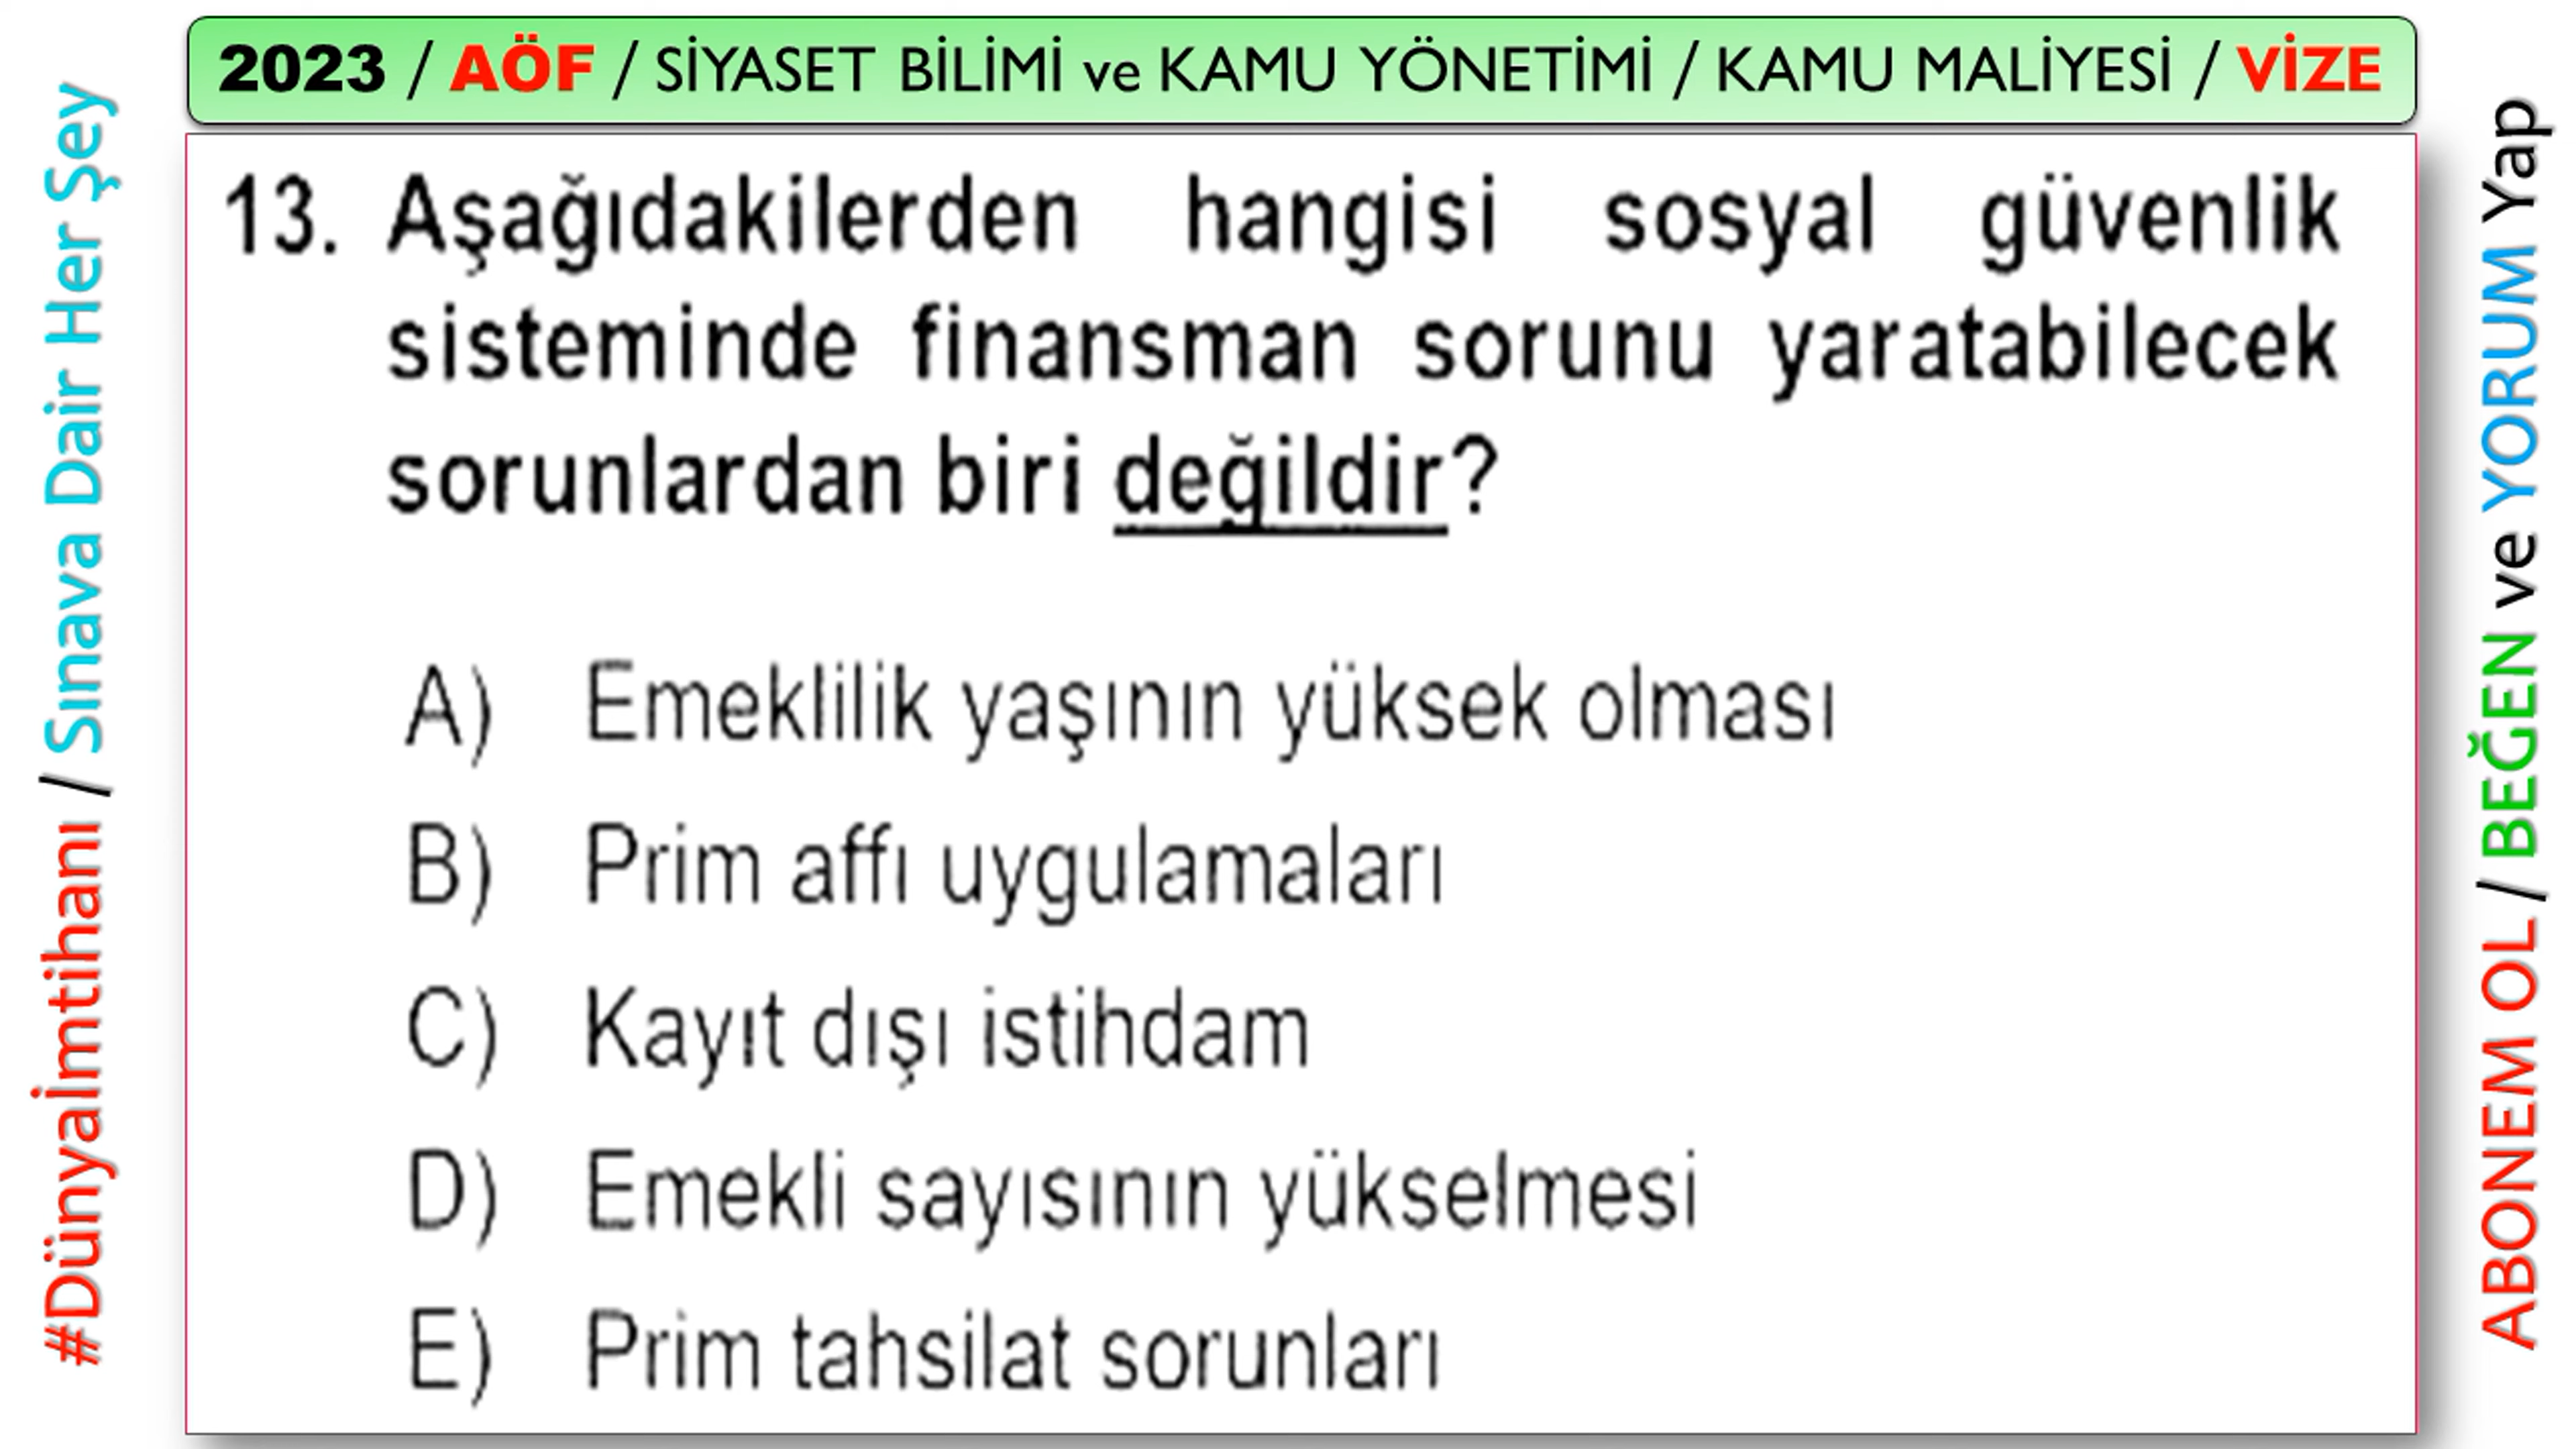 2023 / AÖF / SİYASET BİLİMİ ve KAMU YÖNETİMİ / KAMU MALİYESİ / VİZE
13. Aşağıdakilerden hangisi sosyal güvenlik
sisteminde finansman sorunu yaratabilecek
sorunlardan biri değildir?
A) Emeklilik yaşının yüksek olması
B) Prim affı uygulamaları
C) Kayıt dışı istihdam
D) Emekli sayısının yükselmesi
E) Prim tahsilat sorunları
#Dünyaİmtihanı / Sınava Dair Her Şey
ABONEM OL / BEĞEN ve YORUM Yap